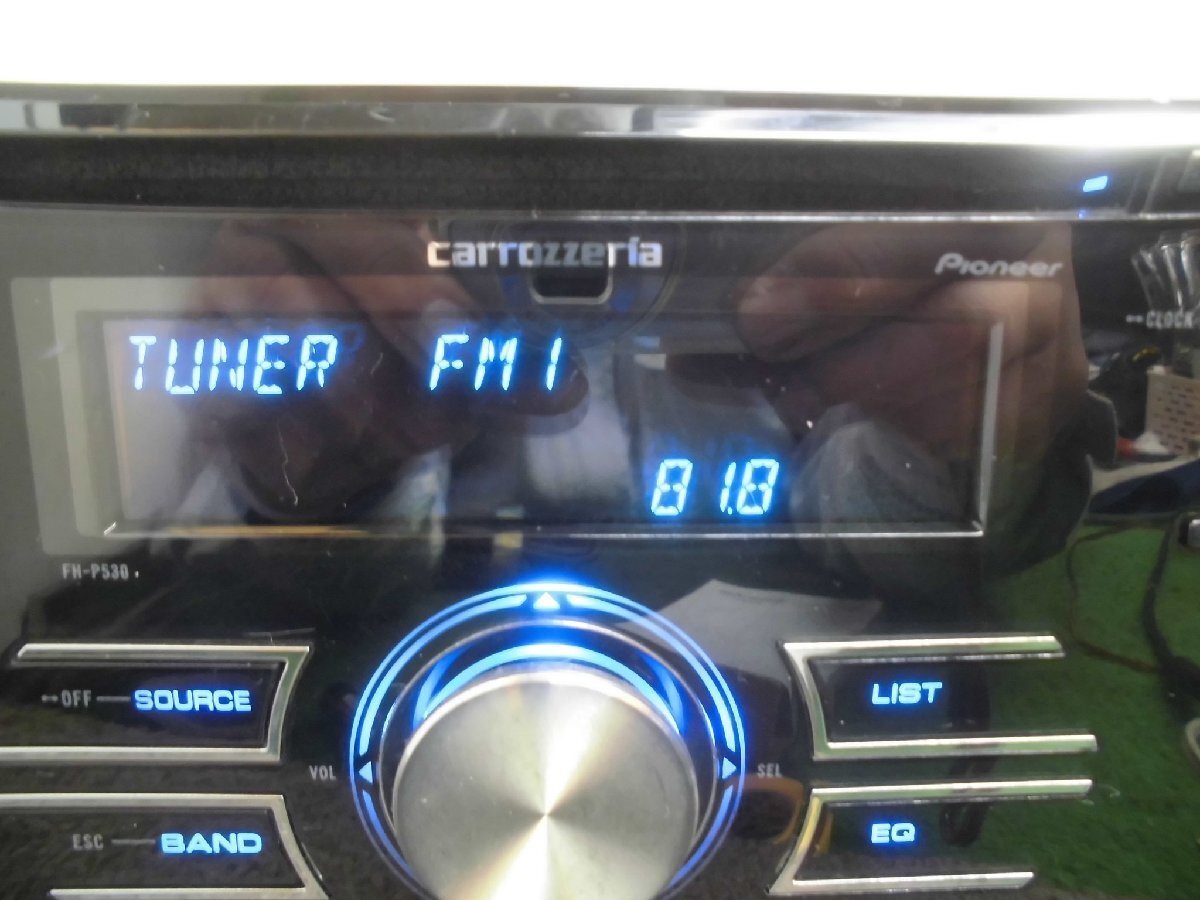 carrozzeria
Pioneer
CLOCK
TUNER FM1
81.8
FH-P530
OFF SOURCE
LIST
VOL
SEL
ESC BAND
EQ